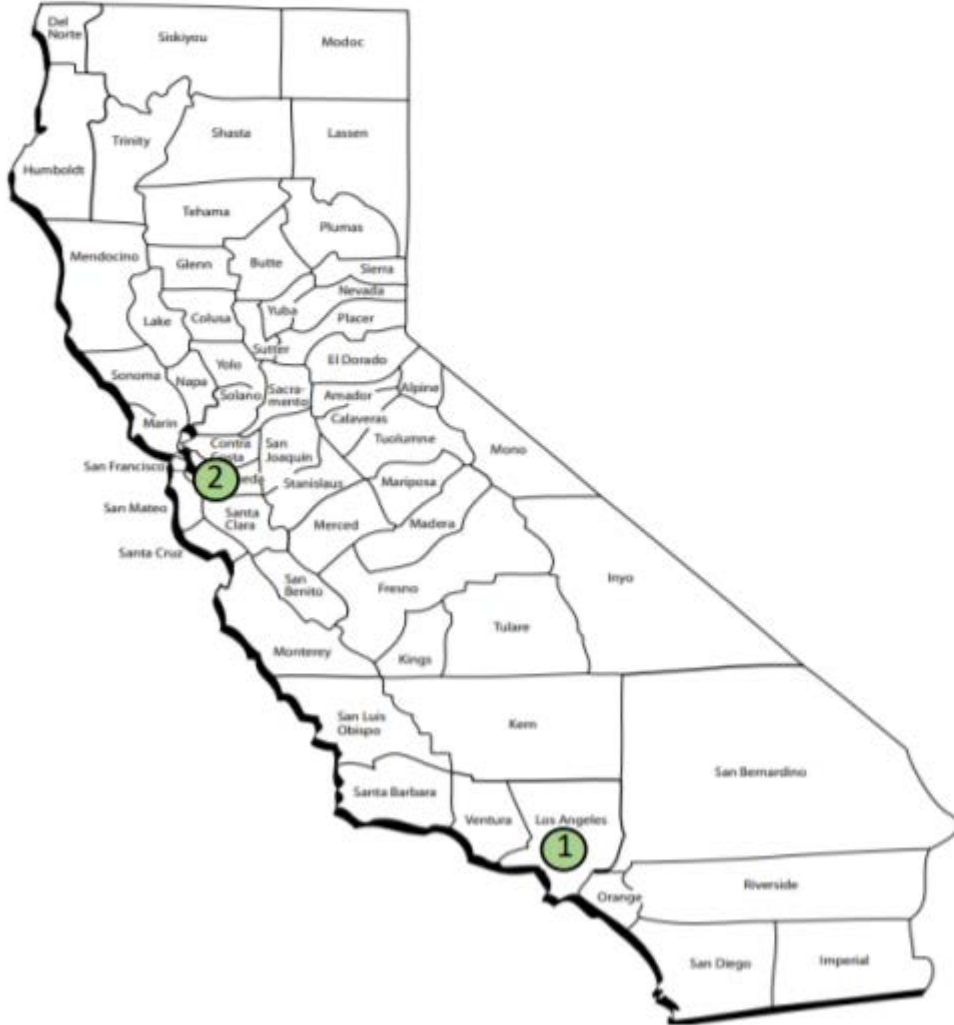 Del
Norte
Siskiyou
Modoc
Trinity
Shasta
Lassen
Humboldt
Tehama
Plumas
Mendocino
Glenn
Butte
Sierra
Nevada
Lake
Colusa
Yuba
Placer
Sutter
Sonoma
Napa
Yolo
El Dorado
Solano
Sacra-
mento
Amador
Alpine
Marin
Calaveras
Contra
Costa
San
Joaquin
Tuolumne
Mono
San Francisco
2
Stanislaus
Mariposa
San Mateo
Santa
Clara
Merced
Madera
Santa Cruz
San
Benito
Fresno
Inyo
Monterey
Kings
Tulare
San Luis
Obispo
Kern
Santa Barbara
Ventura
Los Angeles
San Bernardino
1
Orange
Riverside
San Diego
Imperial